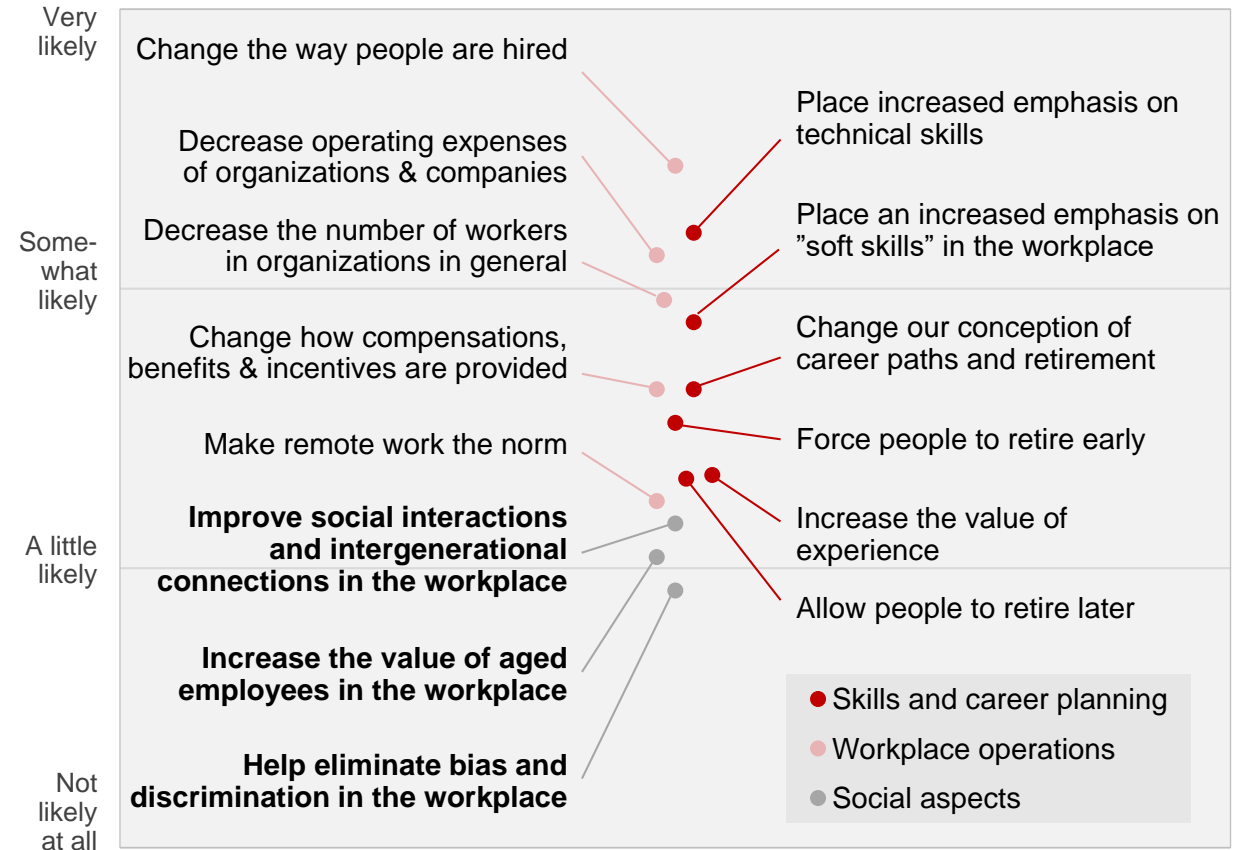 Very
likely
Some-
what
likely
A little
likely
Not
likely
at all
Change the way people are hired
Decrease operating expenses
of organizations & companies
Decrease the number of workers
in organizations in general
Change how compensations,
benefits & incentives are provided
Make remote work the norm
Improve social interactions
and intergenerational
connections in the workplace
Increase the value of aged
employees in the workplace
Help eliminate bias and
discrimination in the workplace
Place increased emphasis on
technical skills
Place an increased emphasis on
”soft skills” in the workplace
Change our conception of
career paths and retirement
Force people to retire early
Increase the value of
experience
Allow people to retire later
Skills and career planning
Workplace operations
Social aspects